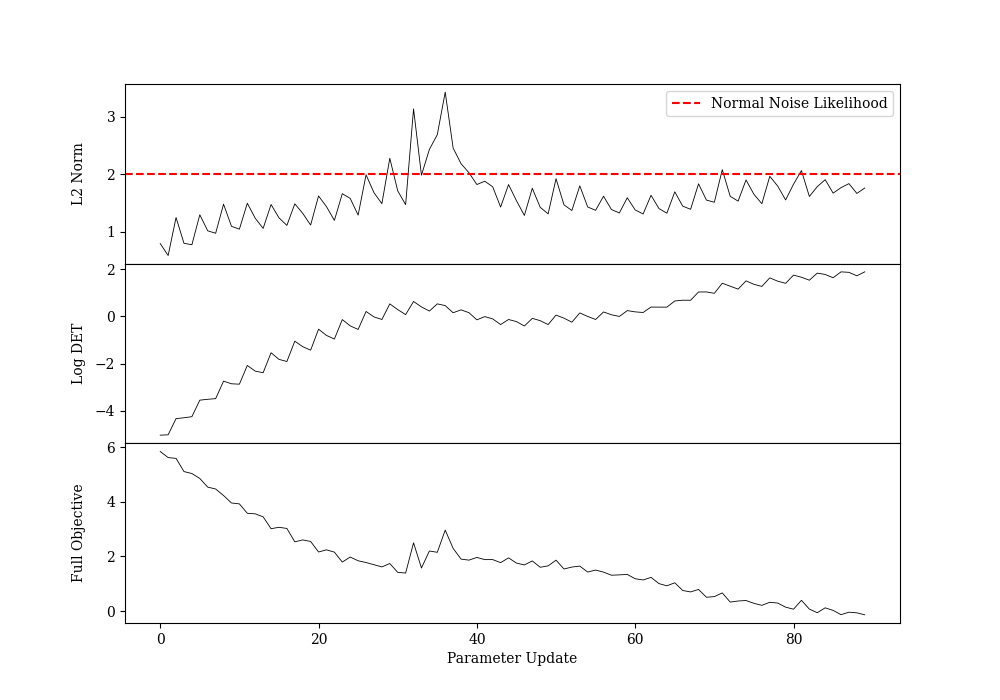 Normal Noise Likelihood
L2 Norm
3
2
1
Log DET
2
0
−2
−4
Full Objective
6
4
2
0
0 20 40 60 80
Parameter Update